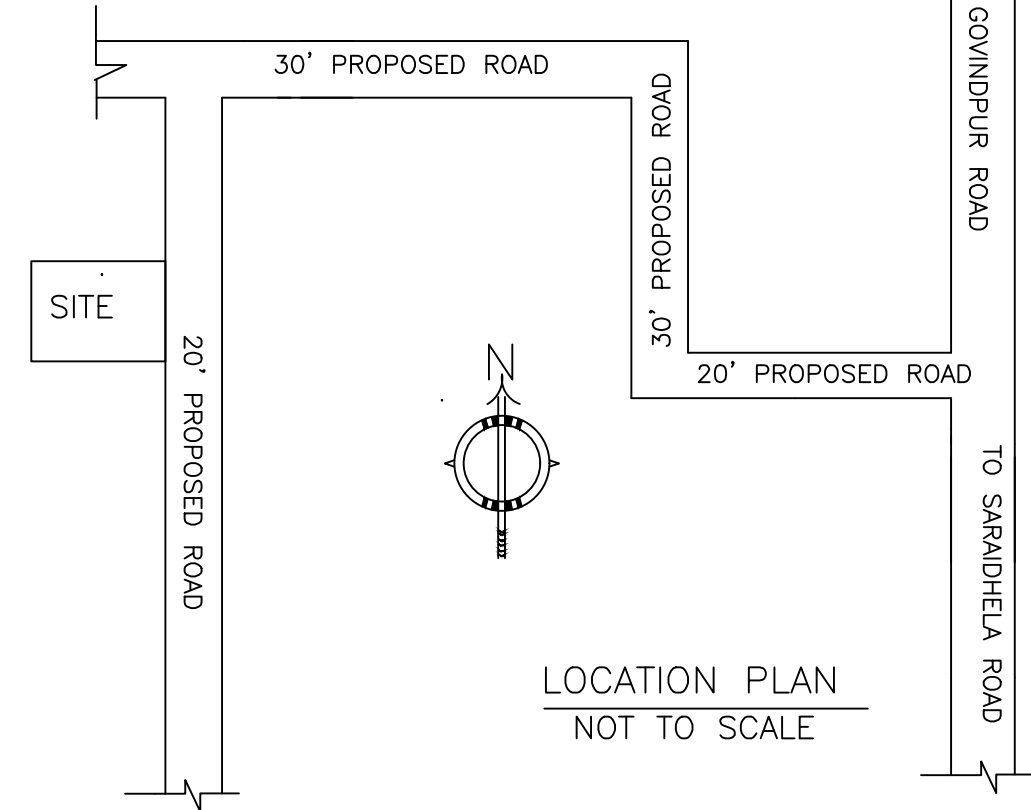 30' PROPOSED ROAD
30' PROPOSED ROAD
GOVINDPUR ROAD
SITE
20' PROPOSED ROAD
N
20' PROPOSED ROAD
TO SARAIDHELA ROAD
LOCATION PLAN
NOT TO SCALE